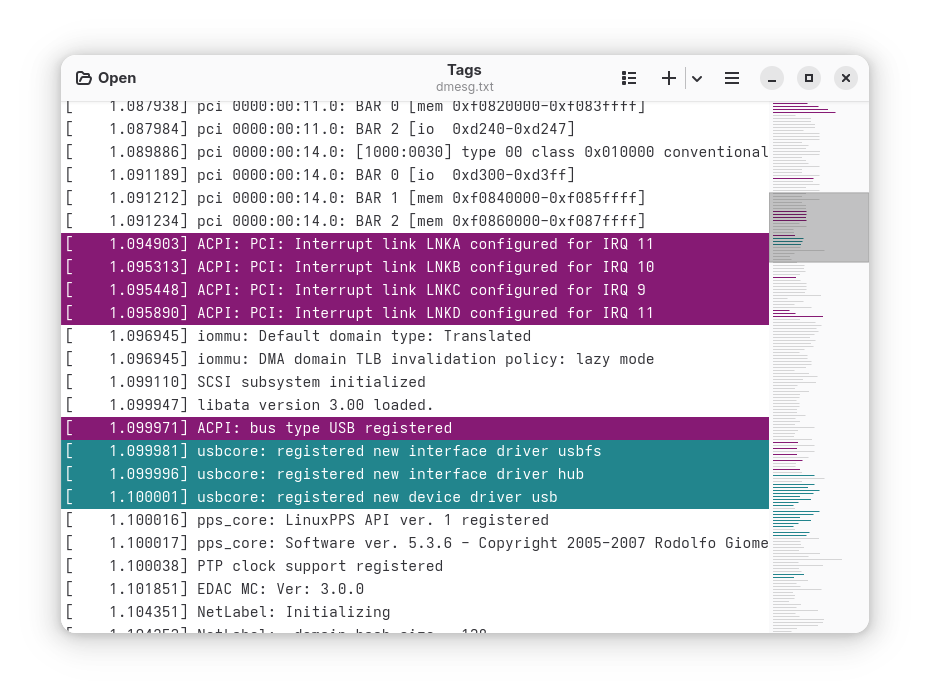 Open
Tags
dmesg.txt
[    1.087938] pci 0000:00:11.0: BAR 0 [mem 0xf0820000-0xf083ffff]
[    1.087984] pci 0000:00:11.0: BAR 2 [io  0xd240-0xd247]
[    1.089886] pci 0000:00:14.0: [1000:0030] type 00 class 0x010000 conventional
[    1.091189] pci 0000:00:14.0: BAR 0 [io  0xd300-0xd3ff]
[    1.091212] pci 0000:00:14.0: BAR 1 [mem 0xf0840000-0xf085ffff]
[    1.091234] pci 0000:00:14.0: BAR 2 [mem 0xf0860000-0xf087ffff]
[    1.094903] ACPI: PCI: Interrupt link LNKA configured for IRQ 11
[    1.095313] ACPI: PCI: Interrupt link LNKB configured for IRQ 10
[    1.095448] ACPI: PCI: Interrupt link LNKC configured for IRQ 9
[    1.095890] ACPI: PCI: Interrupt link LNKD configured for IRQ 11
[    1.096945] iommu: Default domain type: Translated
[    1.096945] iommu: DMA domain TLB invalidation policy: lazy mode
[    1.099110] SCSI subsystem initialized
[    1.099947] libata version 3.00 loaded.
[    1.099971] ACPI: bus type USB registered
[    1.099981] usbcore: registered new interface driver usbfs
[    1.099996] usbcore: registered new interface driver hub
[    1.100001] usbcore: registered new device driver usb
[    1.100016] pps_core: LinuxPPS API ver. 1 registered
[    1.100017] pps_core: Software ver. 5.3.6 - Copyright 2005-2007 Rodolfo Giome
[    1.100038] PTP clock support registered
[    1.101851] EDAC MC: Ver: 3.0.0
[    1.104351] NetLabel: Initializing